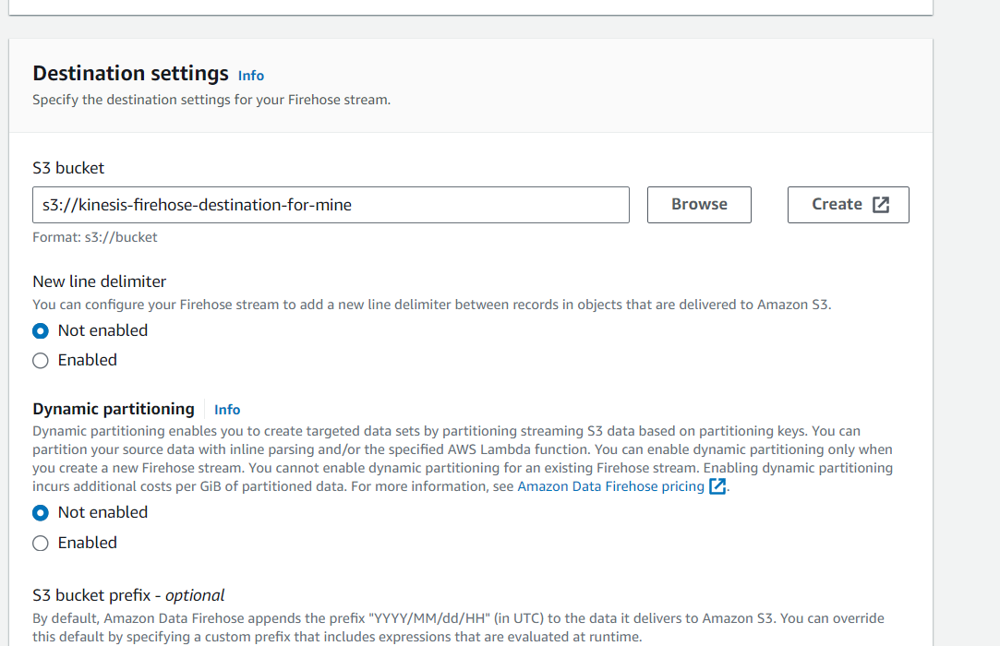 Destination settings Info
Specify the destination settings for your Firehose stream.
S3 bucket
s3://kinesis-firehose-destination-for-mine Browse Create
Format: s3://bucket
New line delimiter
You can configure your Firehose stream to add a new line delimiter between records in objects that are delivered to Amazon S3.
Not enabled
Enabled
Dynamic partitioning Info
Dynamic partitioning enables you to create targeted data sets by partitioning streaming S3 data based on partitioning keys. You can
partition your source data with inline parsing and/or the specified AWS Lambda function. You can enable dynamic partitioning only when
you create a new Firehose stream. You cannot enable dynamic partitioning for an existing Firehose stream. Enabling dynamic partitioning
incurs additional costs per GiB of partitioned data. For more information, see Amazon Data Firehose pricing.
Not enabled
Enabled
S3 bucket prefix - optional
By default, Amazon Data Firehose appends the prefix "YYYY/MM/dd/HH" (in UTC) to the data it delivers to Amazon S3. You can override
this default by specifying a custom prefix that includes expressions that are evaluated at runtime.